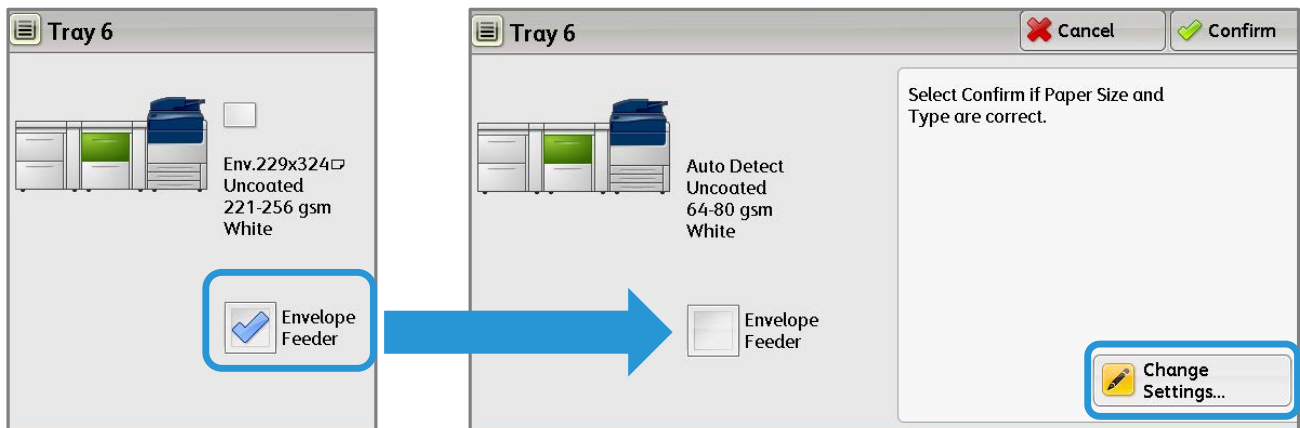 Tray 6
Env.229x324
Uncoated
221-256 gsm
White
Envelope
Feeder
Tray 6
Cancel
Confirm
Auto Detect
Uncoated
64-80 gsm
White
Envelope
Feeder
Select Confirm if Paper Size and
Type are correct.
Change
Settings...